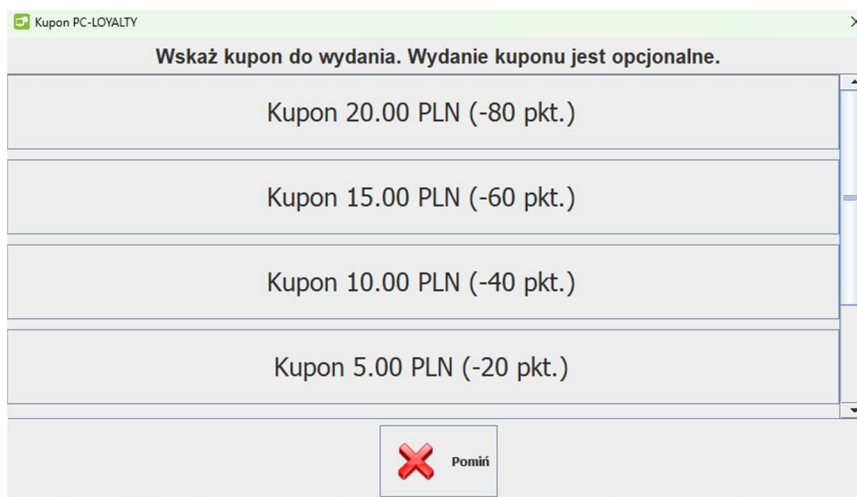 Kupon PC-LOYALTY
Wskaż kupon do wydania. Wydanie kuponu jest opcjonalne.
Kupon 20.00 PLN (-80 pkt.)
Kupon 15.00 PLN (-60 pkt.)
Kupon 10.00 PLN (-40 pkt.)
Kupon 5.00 PLN (-20 pkt.)
Pomiń